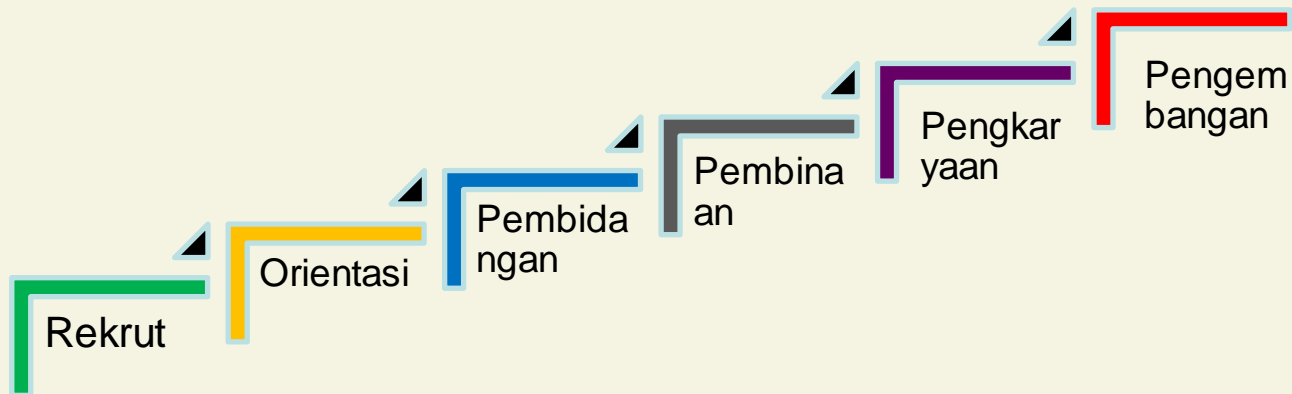 Rekrut
Orientasi
Pembida
ngan
Pembina
an
Pengkar
yaan
Pengem
bangan